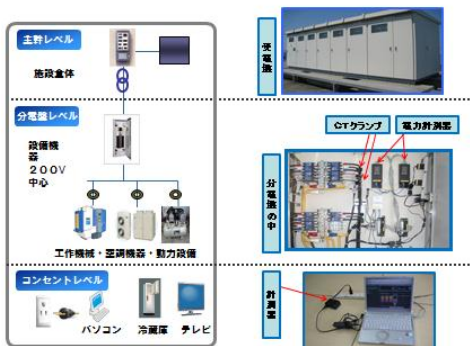 主幹レベル
施設全体
受電盤
分電盤レベル
設備機
器
200V
中心
工作機械・空調機器・動力設備
CTクランプ
電力計測器
分電盤の中
コンセントレベル
パソコン
冷蔵庫
テレビ
計測器